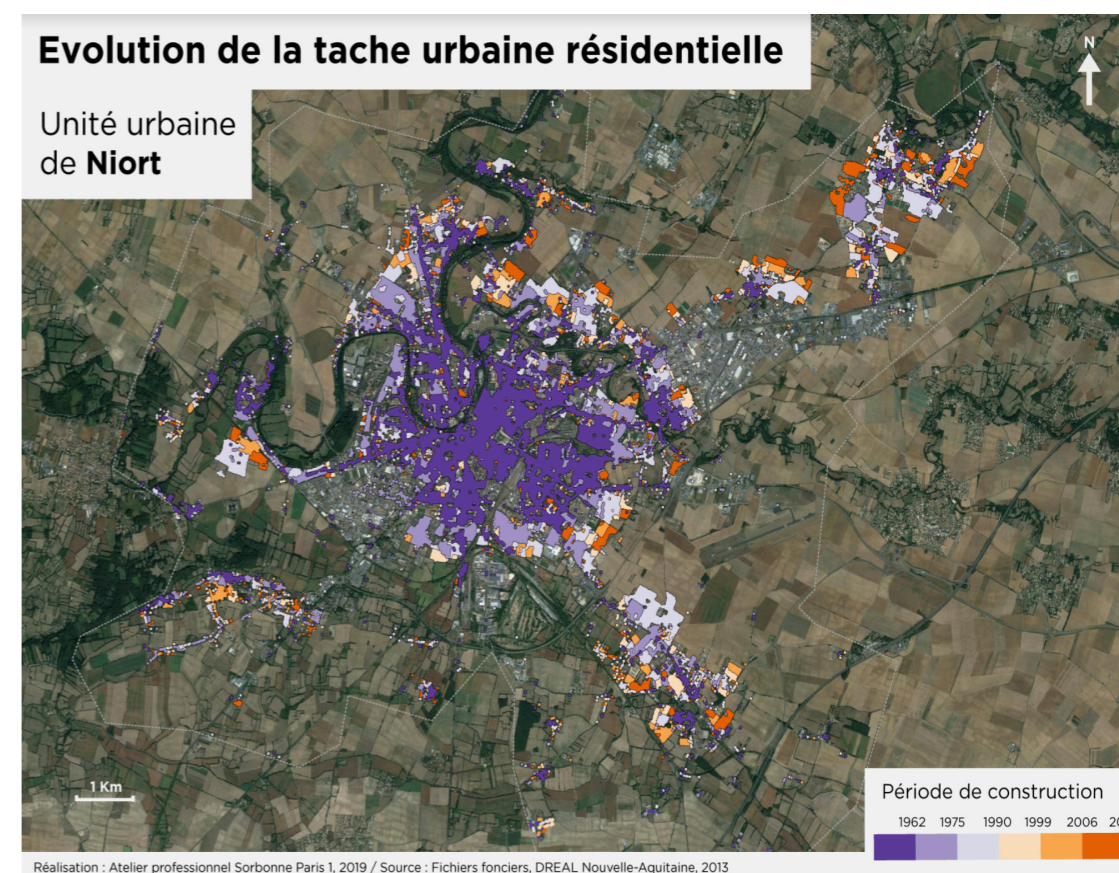 Evolution de la tache urbaine résidentielle
Unité urbaine
de Niort
N
1 Km
Période de construction
1962 1975 1990 1999 2006
Réalisation : Atelier professionnel Sorbonne Paris 1, 2019 / Source : Fichiers fonciers, DREAL Nouvelle-Aquitaine, 2013